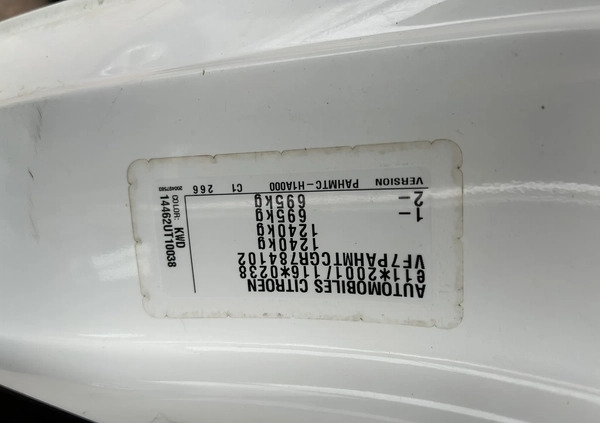 AUTOMOBILES CITROEN
e11*2001/116*0238
VF7PAHMTCGR784102
1240kg
1240kg
1- 695kg
2- 695kg
VERSION PAHMTC-H1A000 C1 266
COLOR: KWD
14462UT10038